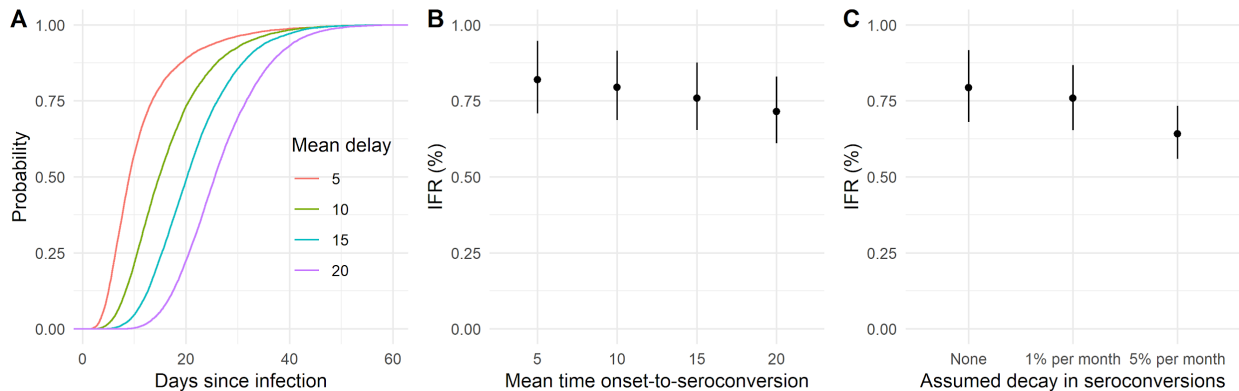 A
Probability
1.00
0.75
0.50
0.25
0.00
0
20
40
60
Days since infection
Mean delay
5
10
15
20
B
IFR (%)
1.00
0.75
0.50
0.25
0.00
5
10
15
20
Mean time onset-to-seroconversion
C
IFR (%)
1.00
0.75
0.50
0.25
0.00
None
1% per month
5% per month
Assumed decay in seroconversions